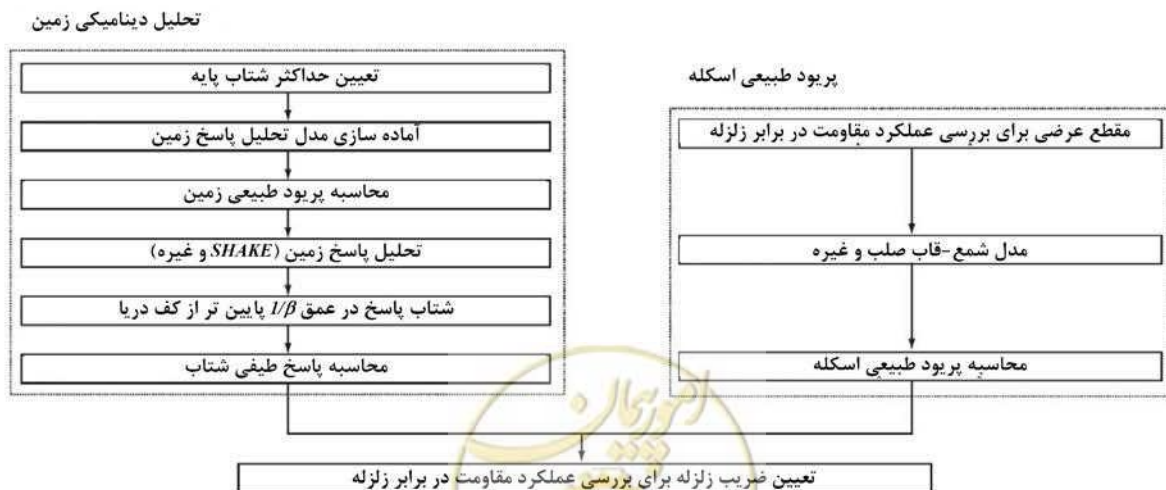 تحلیل دینامیکی زمین
تعیین حداکثر شتاب پایه
آماده سازی مدل تحلیل پاسخ زمین
محاسبه پریود طبیعی زمین
تحلیل پاسخ زمین (SHAKE و غیره)
شتاب پاسخ در عمق 1/β پایین تر از کف دریا
محاسبه پاسخ طیفی شتاب
پریود طبیعی اسکله
مقطع عرضی برای بررسی عملکرد مقاومت در برابر زلزله
مدل شمع-قاب صلب و غیره
محاسبه پریود طبیعی اسکله
تعیین ضریب زلزله برای بررسی عملکرد مقاومت در برابر زلزله